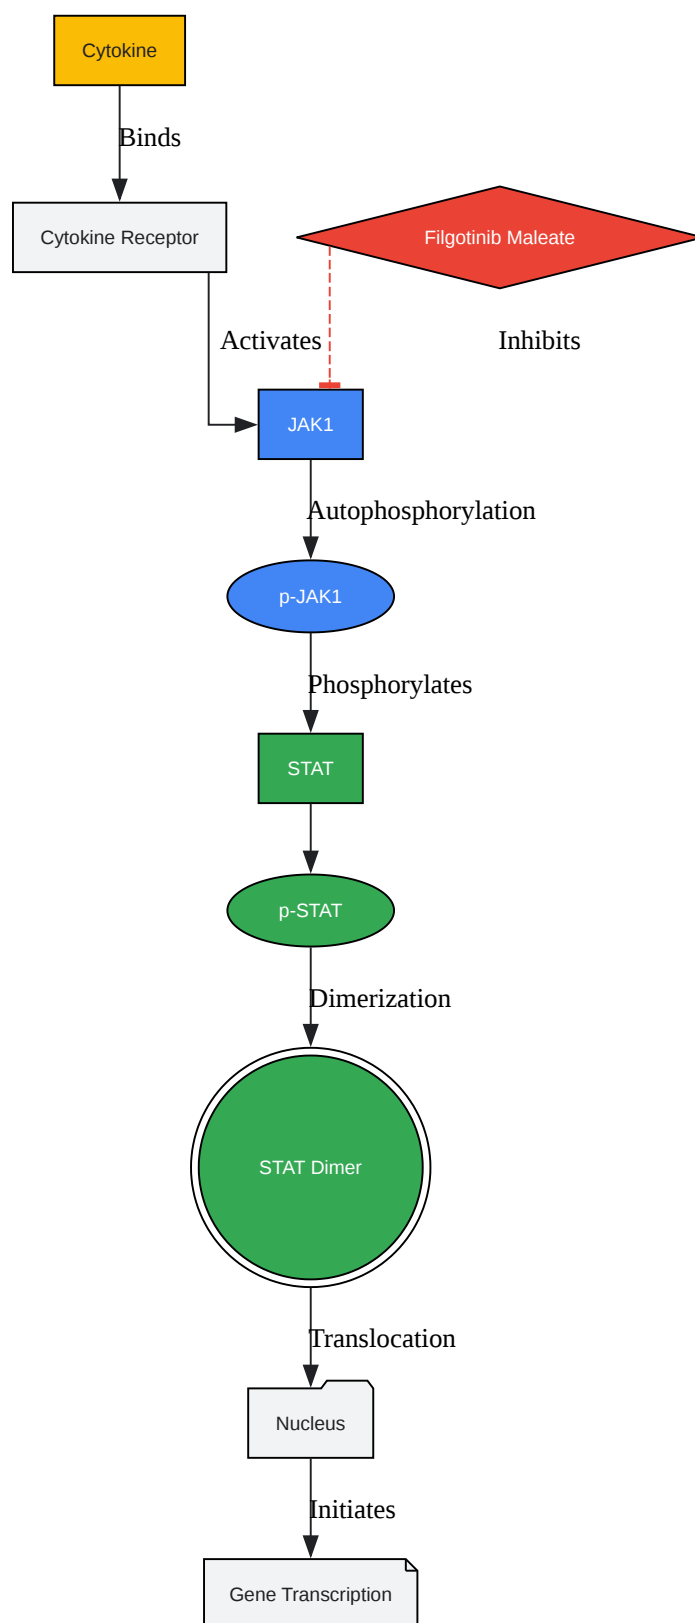 Cytokine
Binds
Cytokine Receptor
Filgotinib Maleate
Activates
Inhibits
JAK1
Autophosphorylation
p-JAK1
Phosphorylates
STAT
p-STAT
Dimerization
STAT Dimer
Translocation
Nucleus
Initiates
Gene Transcription